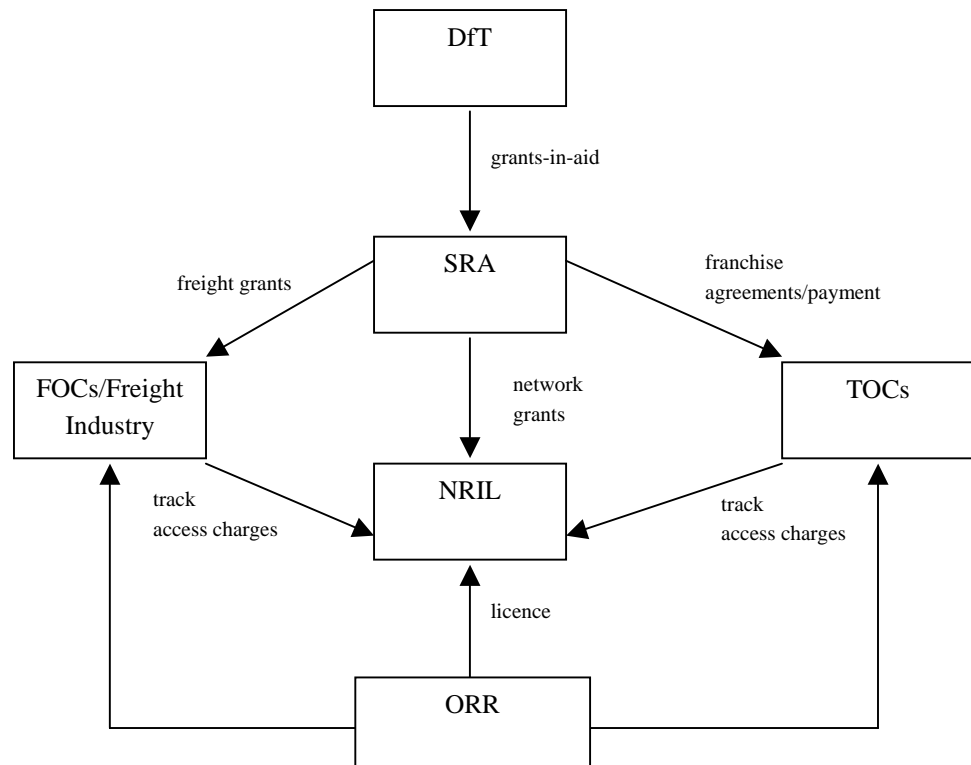 DfT
grants-in-aid
SRA
freight grants
franchise
agreements/payment
FOCs/Freight
Industry
network
grants
TOCs
NRIL
track
access charges
track
access charges
licence
ORR